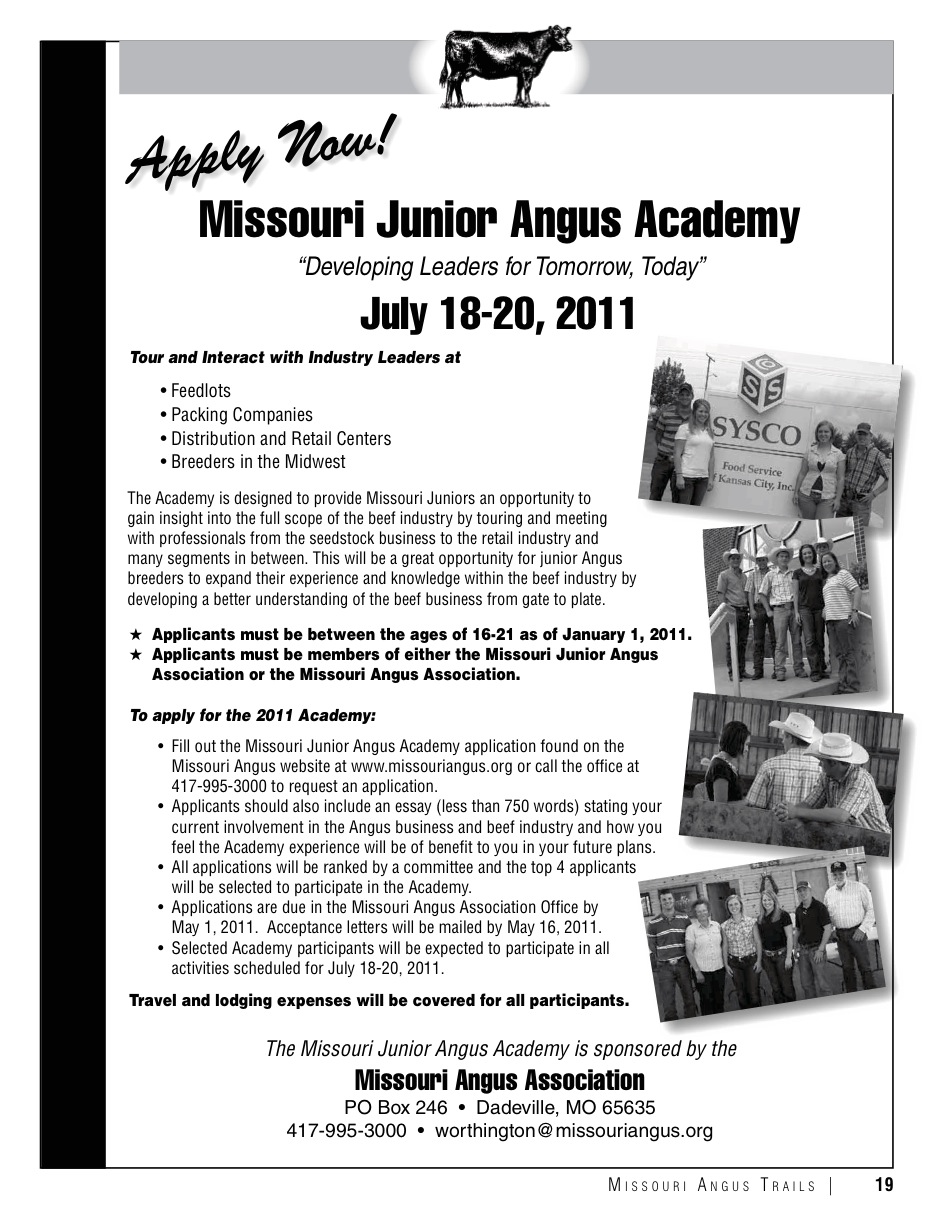 Apply Now!
Missouri Junior Angus Academy
“Developing Leaders for Tomorrow, Today”
July 18-20, 2011
Tour and Interact with Industry Leaders at
• Feedlots
• Packing Companies
• Distribution and Retail Centers
• Breeders in the Midwest
SYSCO
Food Service
f Kansas City, Inc.
The Academy is designed to provide Missouri Juniors an opportunity to
gain insight into the full scope of the beef industry by touring and meeting
with professionals from the seedstock business to the retail industry and
many segments in between. This will be a great opportunity for junior Angus
breeders to expand their experience and knowledge within the beef industry by
developing a better understanding of the beef business from gate to plate.
★ Applicants must be between the ages of 16-21 as of January 1, 2011.
★ Applicants must be members of either the Missouri Junior Angus
Association or the Missouri Angus Association.
To apply for the 2011 Academy:
• Fill out the Missouri Junior Angus Academy application found on the
Missouri Angus website at www.missouriangus.org or call the office at
417-995-3000 to request an application.
• Applicants should also include an essay (less than 750 words) stating your
current involvement in the Angus business and beef industry and how you
feel the Academy experience will be of benefit to you in your future plans.
• All applications will be ranked by a committee and the top 4 applicants
will be selected to participate in the Academy.
• Applications are due in the Missouri Angus Association Office by
May 1, 2011.  Acceptance letters will be mailed by May 16, 2011.
• Selected Academy participants will be expected to participate in all
activities scheduled for July 18-20, 2011.
Travel and lodging expenses will be covered for all participants.
The Missouri Junior Angus Academy is sponsored by the
Missouri Angus Association
PO Box 246 • Dadeville, MO 65635
417-995-3000 • worthington@missouriangus.org
MISSOURI ANGUS TRAILS | 19